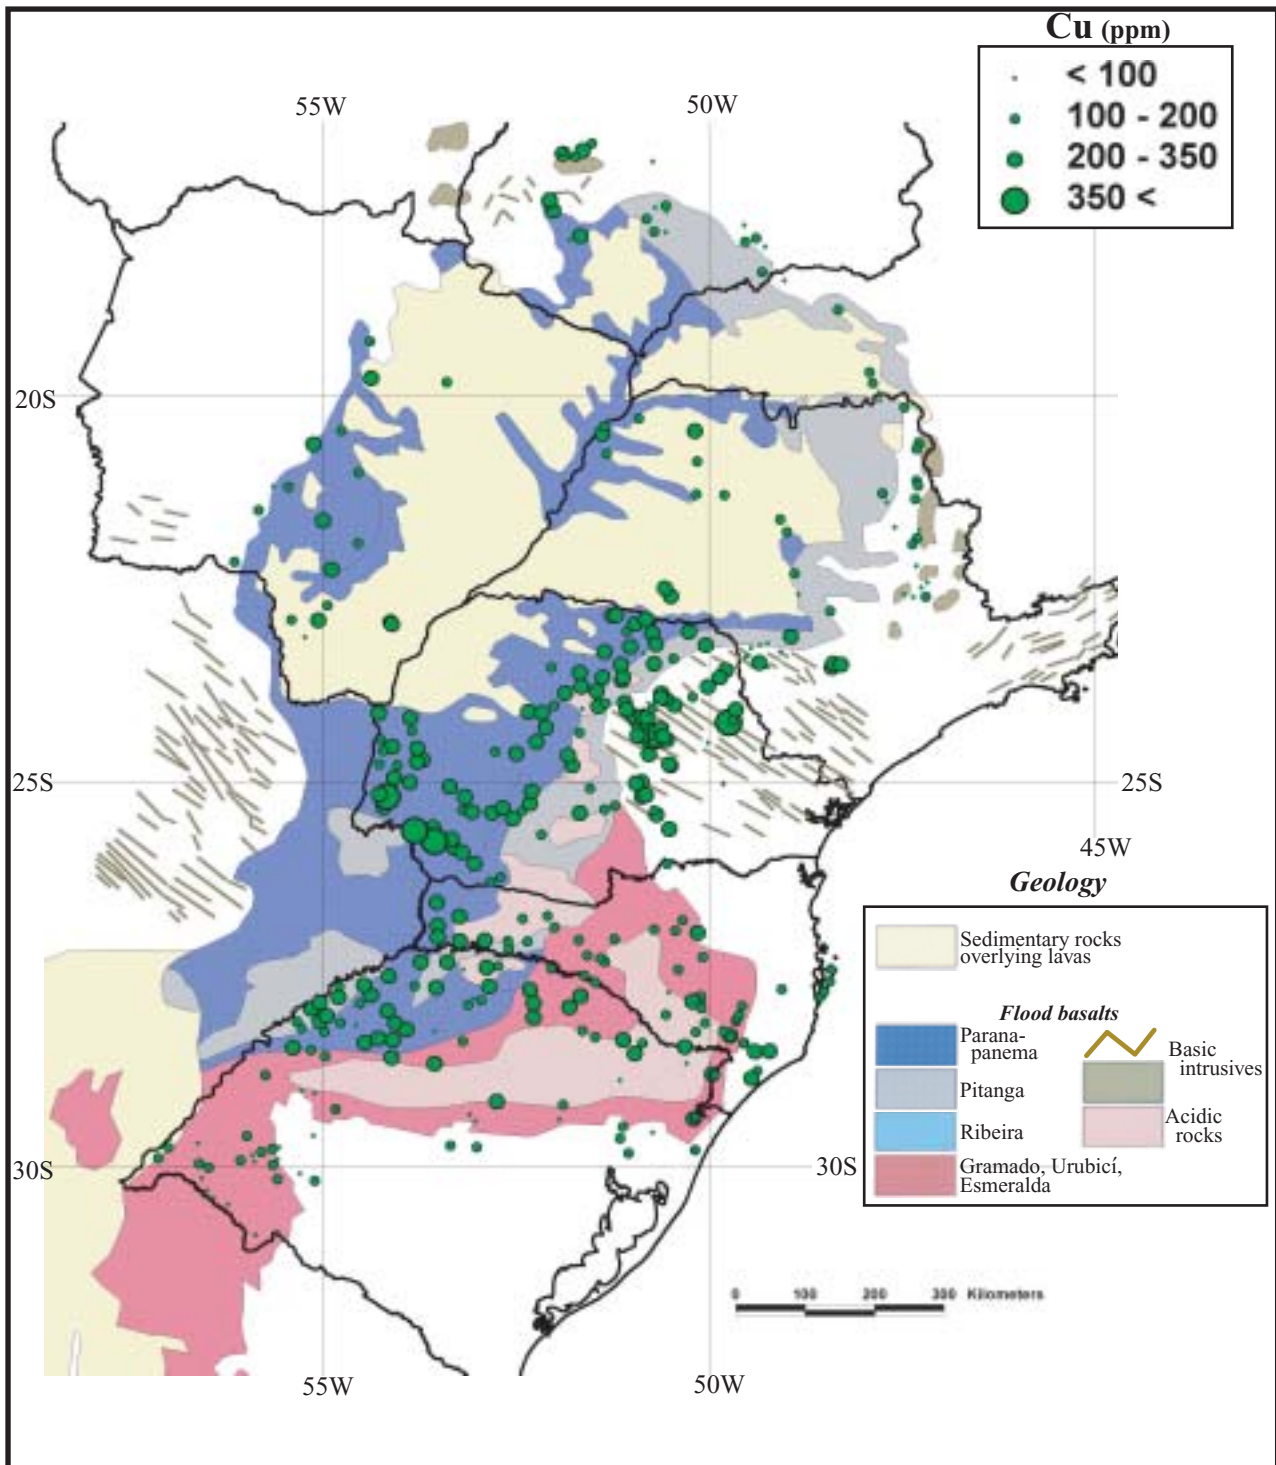 Cu (ppm)
< 100
100 - 200
200 - 350
350 <
55W
50W
20S
25S
25S
45W
Geology
Sedimentary rocks
overlying lavas
Flood basalts
Parana-
panema
Basic
intrusives
Pitanga
Acidic
rocks
Ribeira
Gramado, Urubicí,
Esmeralda
30S
30S
0 100 200 300 Kilometers
55W
50W